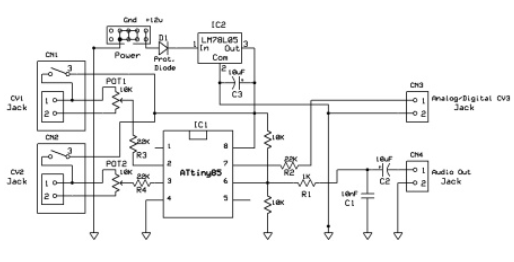 Gnd +12v
IC2
D1
LM78L05
1 In Out 3
Com
2
Power
Prot.
Diode
10uF
C3
CN1
3
POT1
10K
CV1
Jack
1
2
22K
R3
CN2
3
POT2
10K
CV2
Jack
1
2
22K
R4
IC1
1 8
2 7
3 6
4 5
ATtiny85
10K
22K
R2
1K
R1
10K
CN3
1
2
Analog/Digital CV3
Jack
10uF
C2
10nF
C1
CN4
1
2
Audio Out
Jack